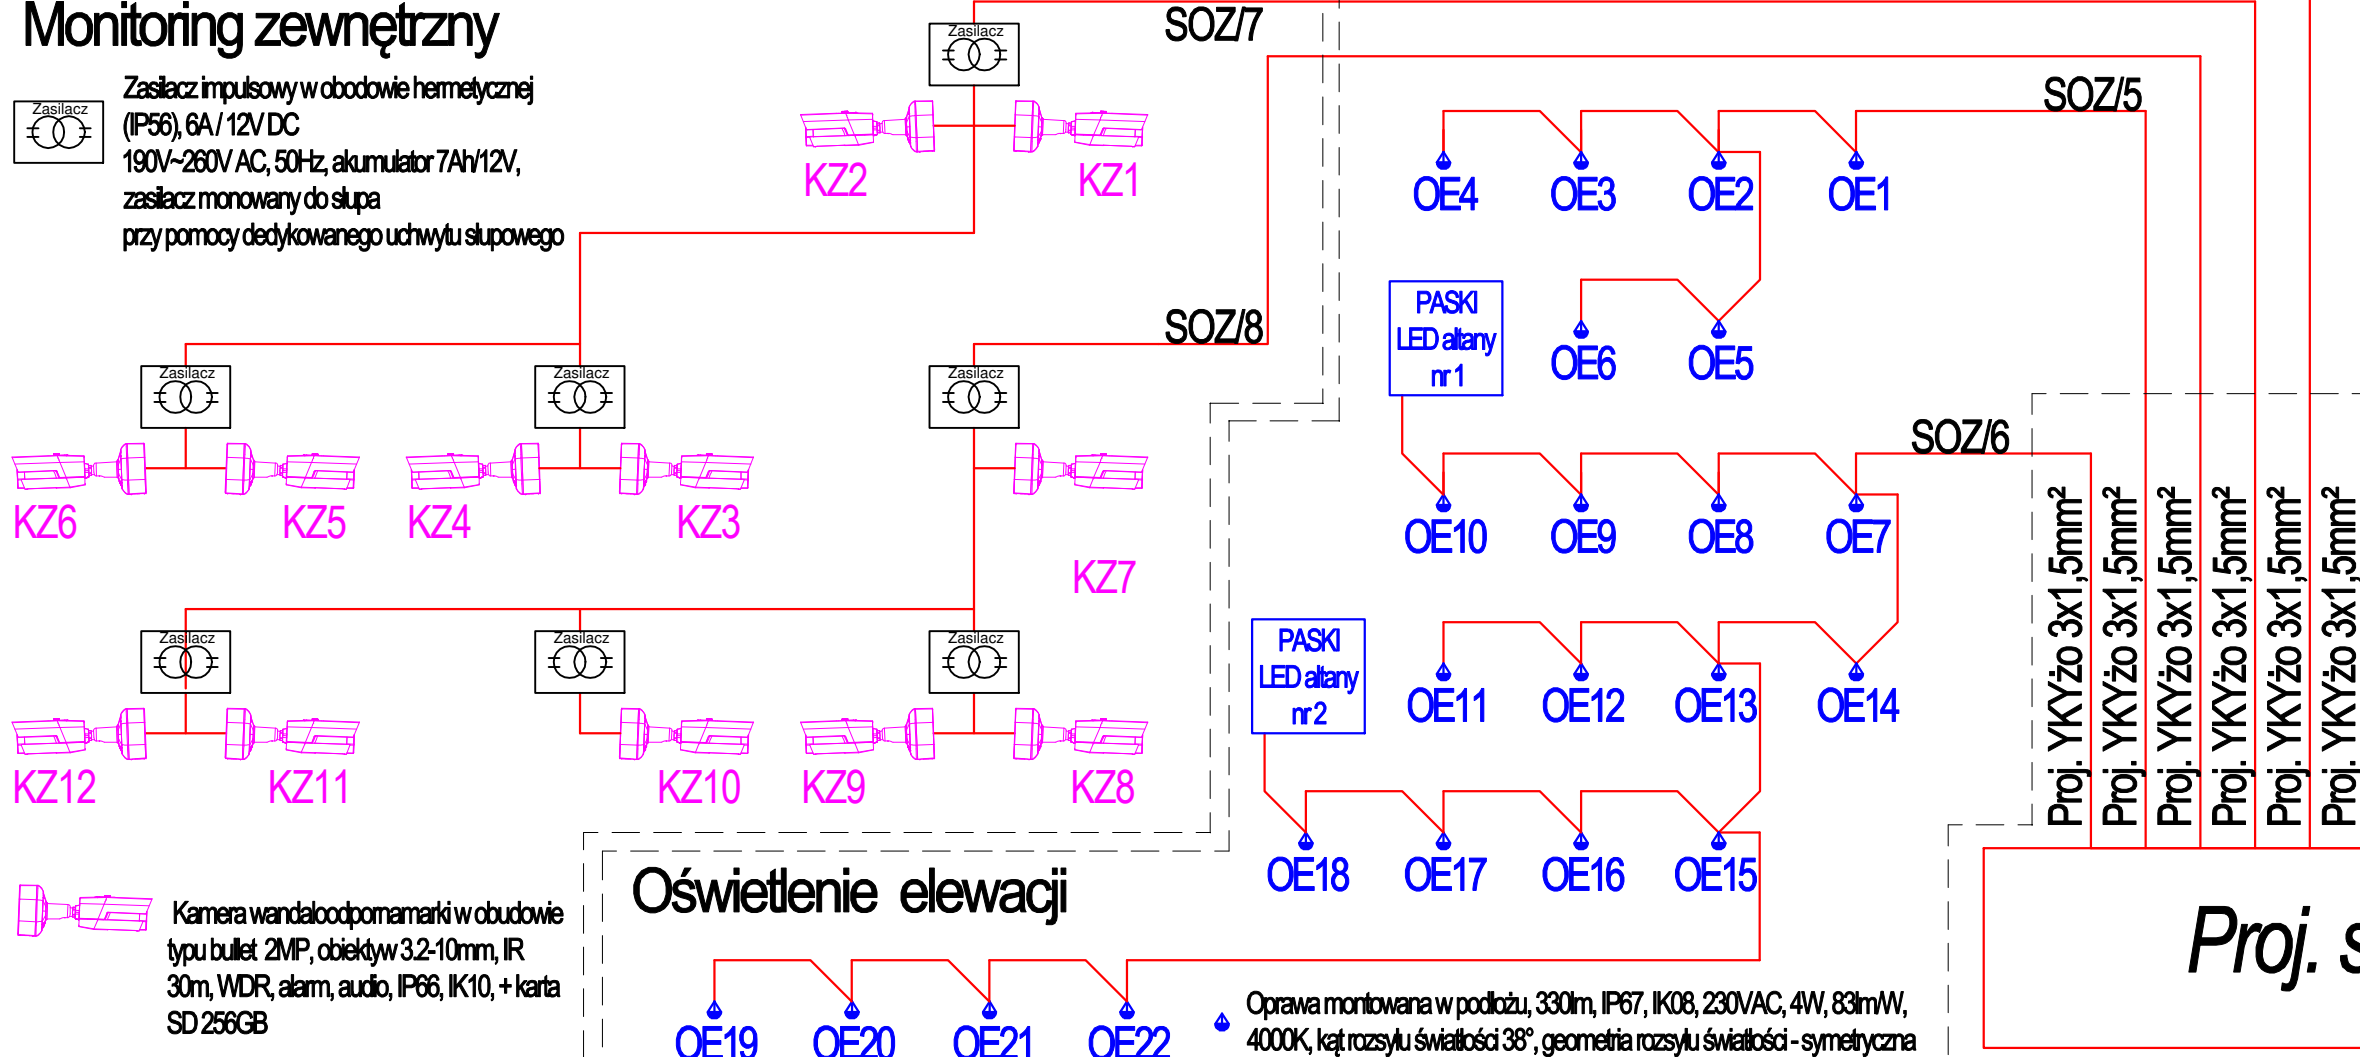 Monitoring zewnętrzny
Zasilacz
Zasilacz impulsowy w obodowie hermetycznej
(IP56), 6A / 12V DC
190V~260V AC, 50Hz, akumulator 7Ah/12V,
zasilacz monowany do słupa
przy pomocy dedykowanego uchwytu słupowego
Zasilacz
KZ2
KZ1
SOZ/7
SOZ/5
OE4
OE3
OE2
OE1
PASKI
LED altany
nr 1
OE6
OE5
SOZ/8
Zasilacz
Zasilacz
Zasilacz
KZ6
KZ5
KZ4
KZ3
KZ7
SOZ/6
OE10
OE9
OE8
OE7
Zasilacz
Zasilacz
Zasilacz
KZ12
KZ11
KZ10
KZ9
KZ8
PASKI
LED altany
nr 2
OE11
OE12
OE13
OE14
OE18
OE17
OE16
OE15
Proj. YKYżo 3x1,5mm²
Proj. YKYżo 3x1,5mm²
Proj. YKYżo 3x1,5mm²
Proj. YKYżo 3x1,5mm²
Proj. YKYżo 3x1,5mm²
Proj. YKYżo 3x1,5mm²
Kamera wandaloodpornamarki w obudowie
typu bullet 2MP, obiektyw 3.2-10mm, IR
30m, WDR, alarm, audio, IP66, IK10, + karta
SD 256GB
Oświetlenie elewacji
OE19
OE20
OE21
OE22
Oprawa montowana w podłożu, 330lm, IP67, IK08, 230VAC, 4W, 83lm/W,
4000K, kąt rozsyłu światłości 38°, geometria rozsyłu światłości - symetryczna
Proj. s